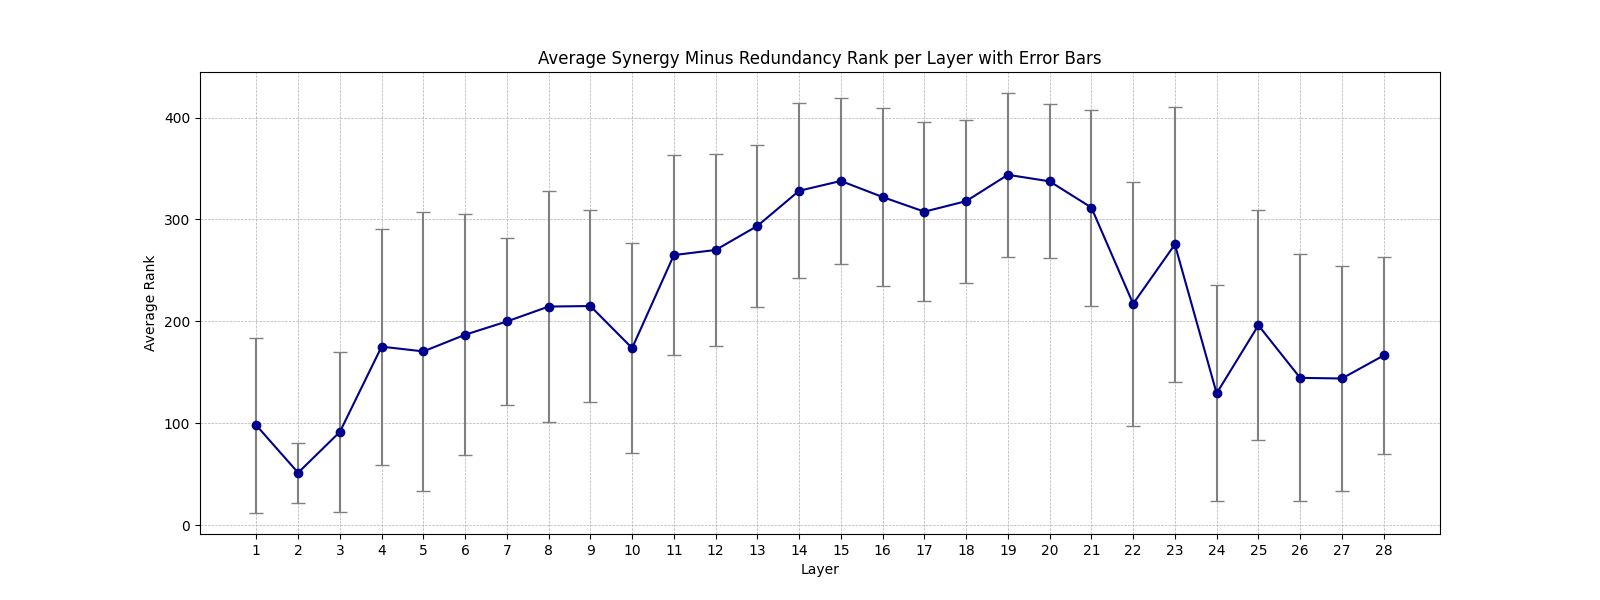 Average Synergy Minus Redundancy Rank per Layer with Error Bars
400
300
200
100
0
Average Rank
1 2 3 4 5 6 7 8 9 10 11 12 13 14 15 16 17 18 19 20 21 22 23 24 25 26 27 28
Layer